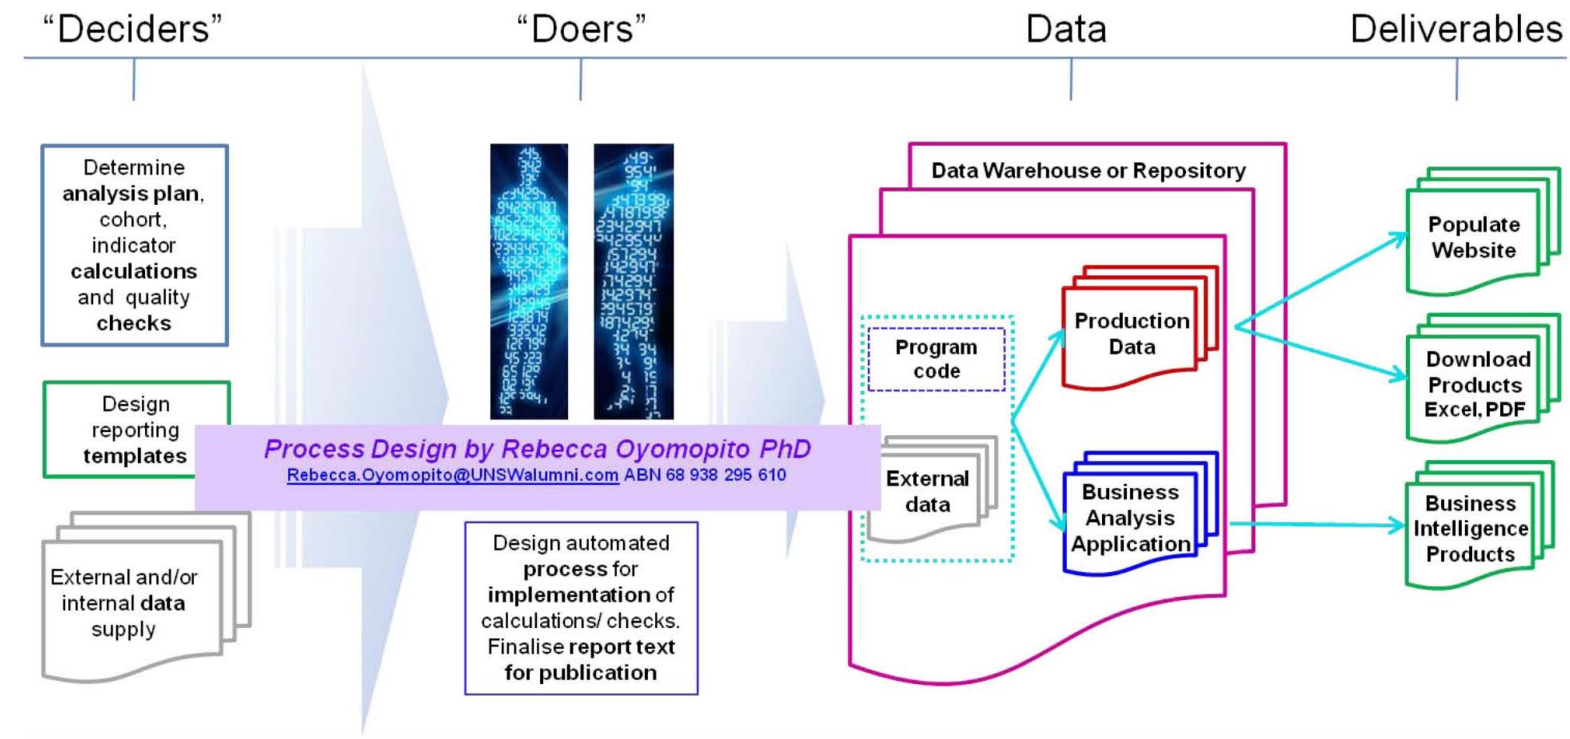 “Deciders”
“Doers”
Data
Deliverables
Determine
analysis plan,
cohort,
indicator
calculations
and quality
checks
Design
reporting
templates
External and/or
internal data
supply
Process Design by Rebecca Oyomopito PhD
Rebecca.Oyomopito@UNSWalumni.com ABN 68 938 295 610
Design automated
process for
implementation of
calculations/ checks.
Finalise report text
for publication
Data Warehouse or Repository
Program
code
External
data
Production
Data
Business
Analysis
Application
Populate
Website
Download
Products
Excel, PDF
Business
Intelligence
Products